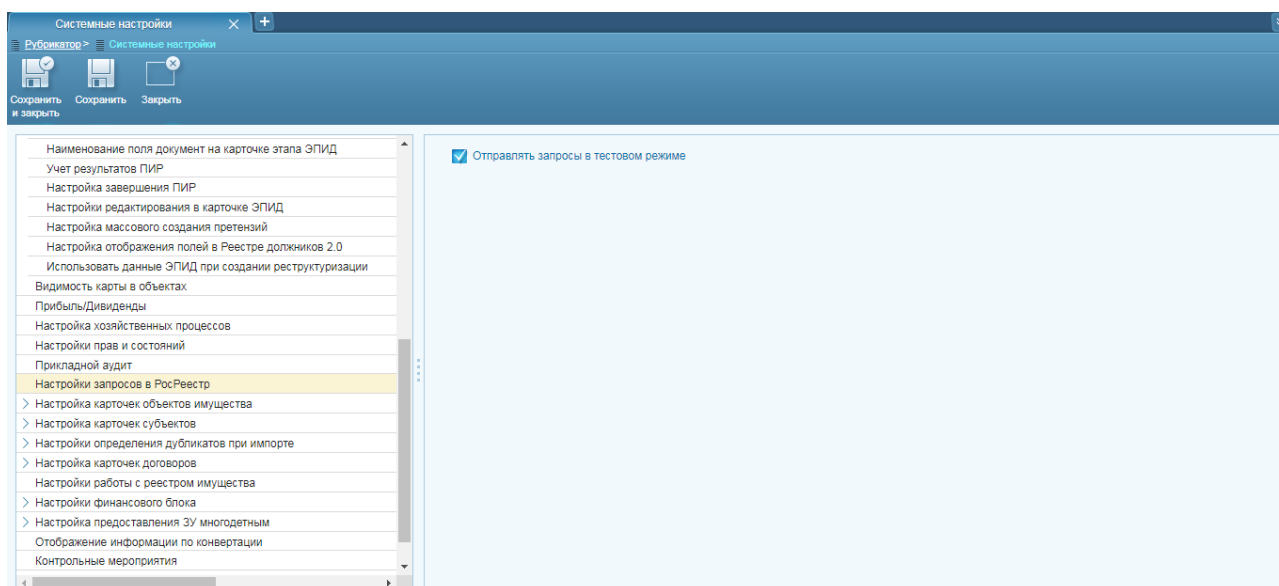 Системные настройки
Рубрикатор > Системные настройки
Сохранить и закрыть
Сохранить
Закрыть
Наименование поля документ на карточке этапа ЭПИД
Учет результатов ПИР
Настройка завершения ПИР
Настройки редактирования в карточке ЭПИД
Настройка массового создания претензий
Настройка отображения полей в Реестре должников 2.0
Использовать данные ЭПИД при создании реструктуризации
Видимость карты в объектах
Прибыль/Дивиденды
Настройка хозяйственных процессов
Настройки прав и состояний
Прикладной аудит
Настройки запросов в РосРеестр
Настройка карточек объектов имущества
Настройка карточек субъектов
Настройки определения дубликатов при импорте
Настройка карточек договоров
Настройки работы с реестром имущества
Настройки финансового блока
Настройка предоставления ЗУ многодетным
Отображение информации по конвертации
Контрольные мероприятия
Отправлять запросы в тестовом режиме